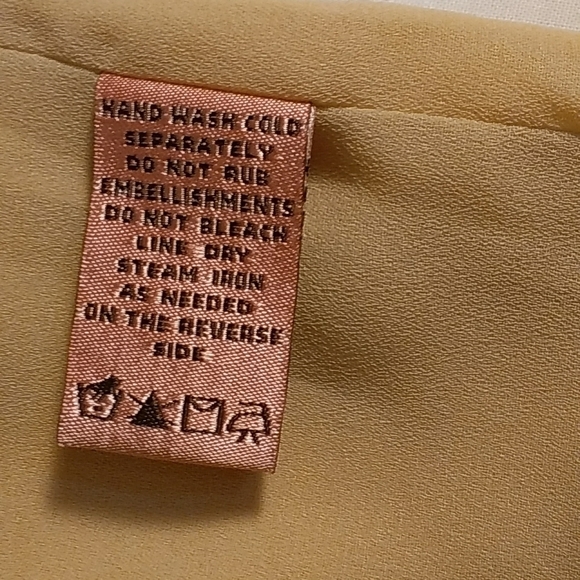 HAND WASH COLD
SEPARATELY
DO NOT RUB
EMBELLISHMENTS
DO NOT BLEACH
LINE DRY
STEAM IRON
AS NEEDED
ON THE REVERSE
SIDE